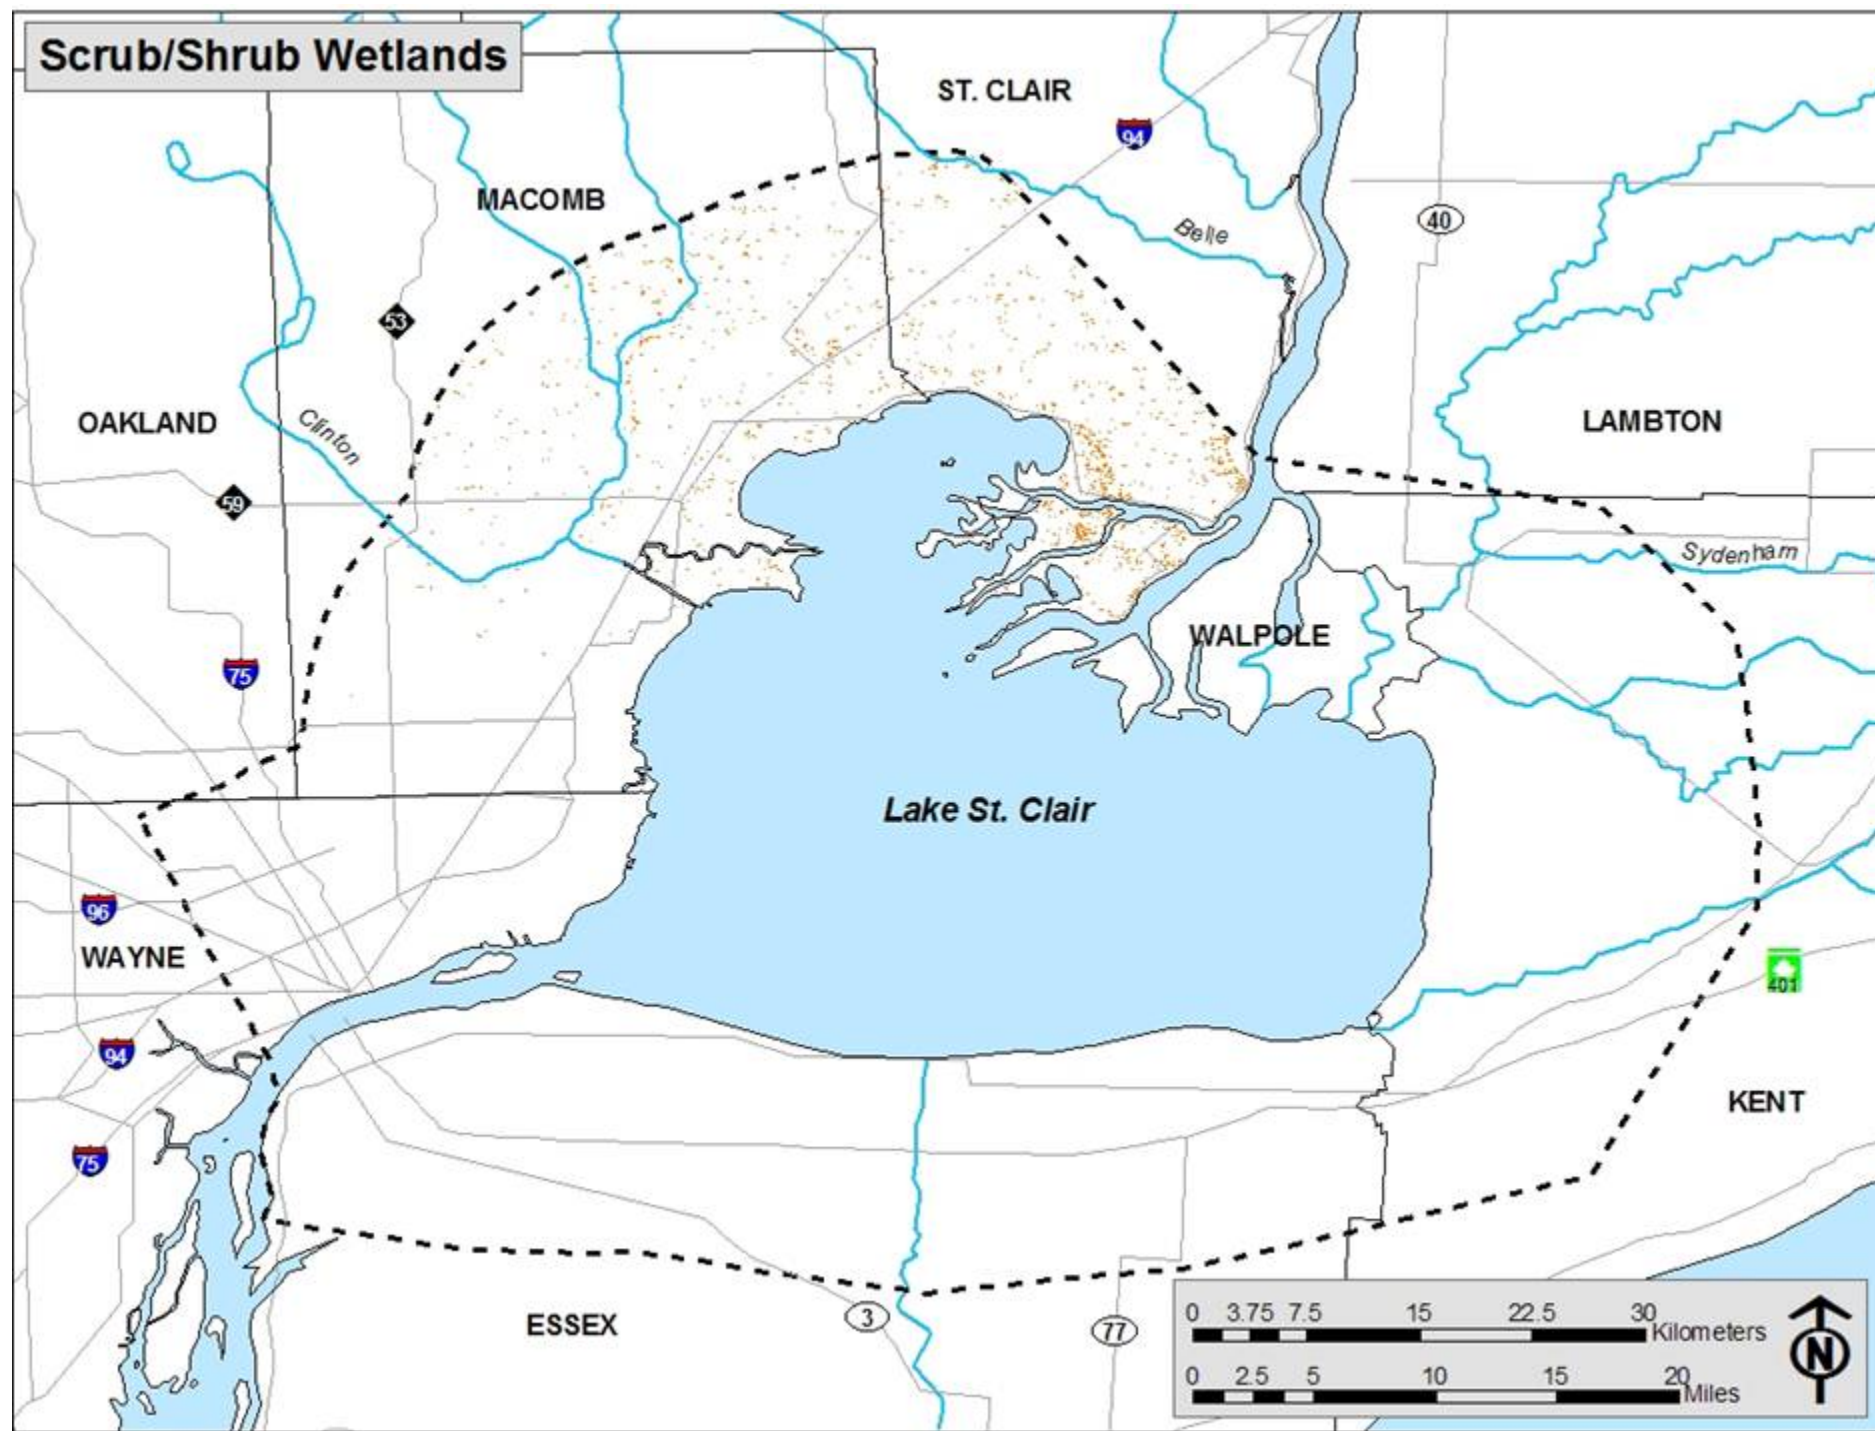 Scrub/Shrub Wetlands
ST. CLAIR
94
MACOMB
40
Belle
53
OAKLAND
Clinton
LAMBTON
59
Sydenham
WALPOLE
75
Lake St. Clair
96
WAYNE
401
94
KENT
75
ESSEX
3
77
0 3.75 7.5 15 22.5 30
Kilometers
0 2.5 5 10 15 20
Miles
N